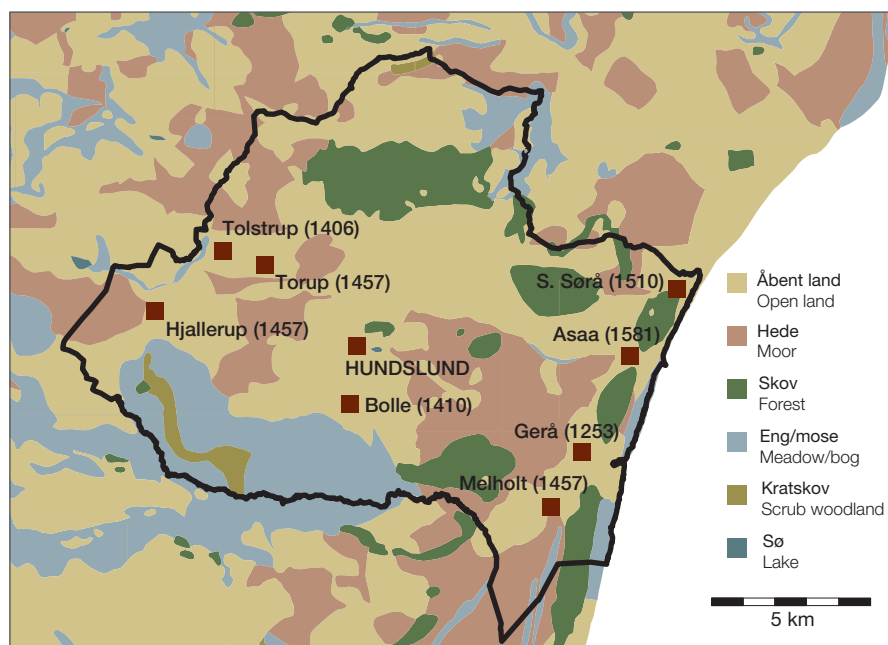 Tolstrup (1406)
Torup (1457)
Hjallerup (1457)
HUNDSLUND
Bolle (1410)
S. Sørå (1510)
Asaa (1581)
Gerå (1253)
Melholt (1457)
Åbent land
Open land
Hede
Moor
Skov
Forest
Eng/mose
Meadow/bog
Kratskov
Scrub woodland
Sø
Lake
5 km